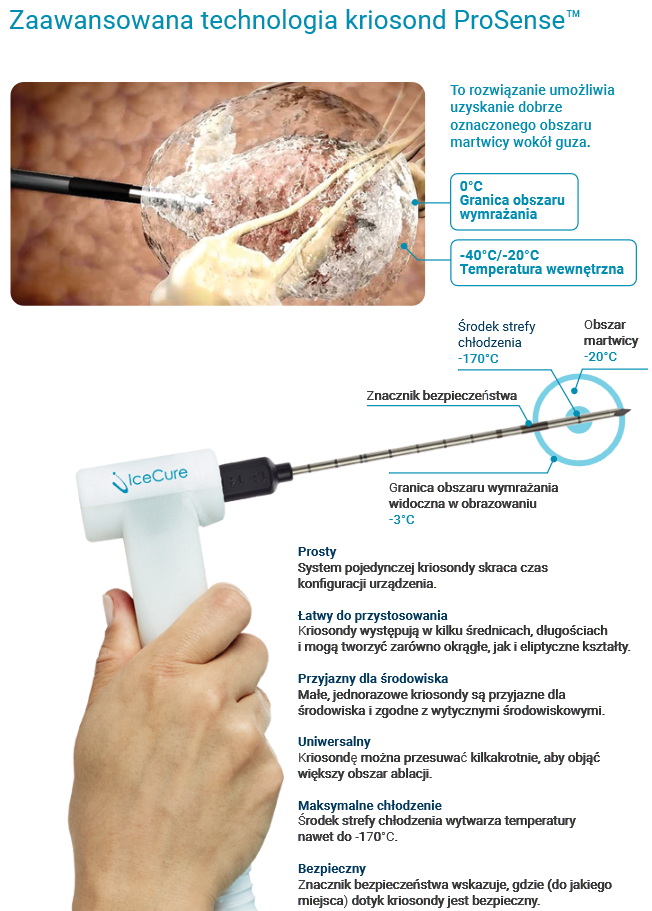 Zaawansowana technologia kriosond ProSense™
To rozwiązanie umożliwia
uzyskanie dobrze
oznaczonego obszaru
martwicy wokół guza.
0°C
Granica obszaru
wymrażania
-40°C/-20°C
Temperatura wewnętrzna
Środek strefy
chłodzenia
-170°C
Obszar
martwicy
-20°C
Znacznik bezpieczeństwa
IceCure
Granica obszaru wymrażania
widoczna w obrazowaniu
-3°C
Prosty
System pojedynczej kriosondy skraca czas
konfiguracji urządzenia.
Łatwy do przystosowania
Kriosondy występują w kilku średnicach, długościach
i mogą tworzyć zarówno okrągłe, jak i eliptyczne kształty.
Przyjazny dla środowiska
Małe, jednorazowe kriosondy są przyjazne dla
środowiska i zgodne z wytycznymi środowiskowymi.
Uniwersalny
Kriosondę można przesuwać kilkakrotnie, aby objąć
większy obszar ablacji.
Maksymalne chłodzenie
Środek strefy chłodzenia wytwarza temperatury
nawet do -170°C.
Bezpieczny
Znacznik bezpieczeństwa wskazuje, gdzie (do jakiego
miejsca) dotyk kriosondy jest bezpieczny.